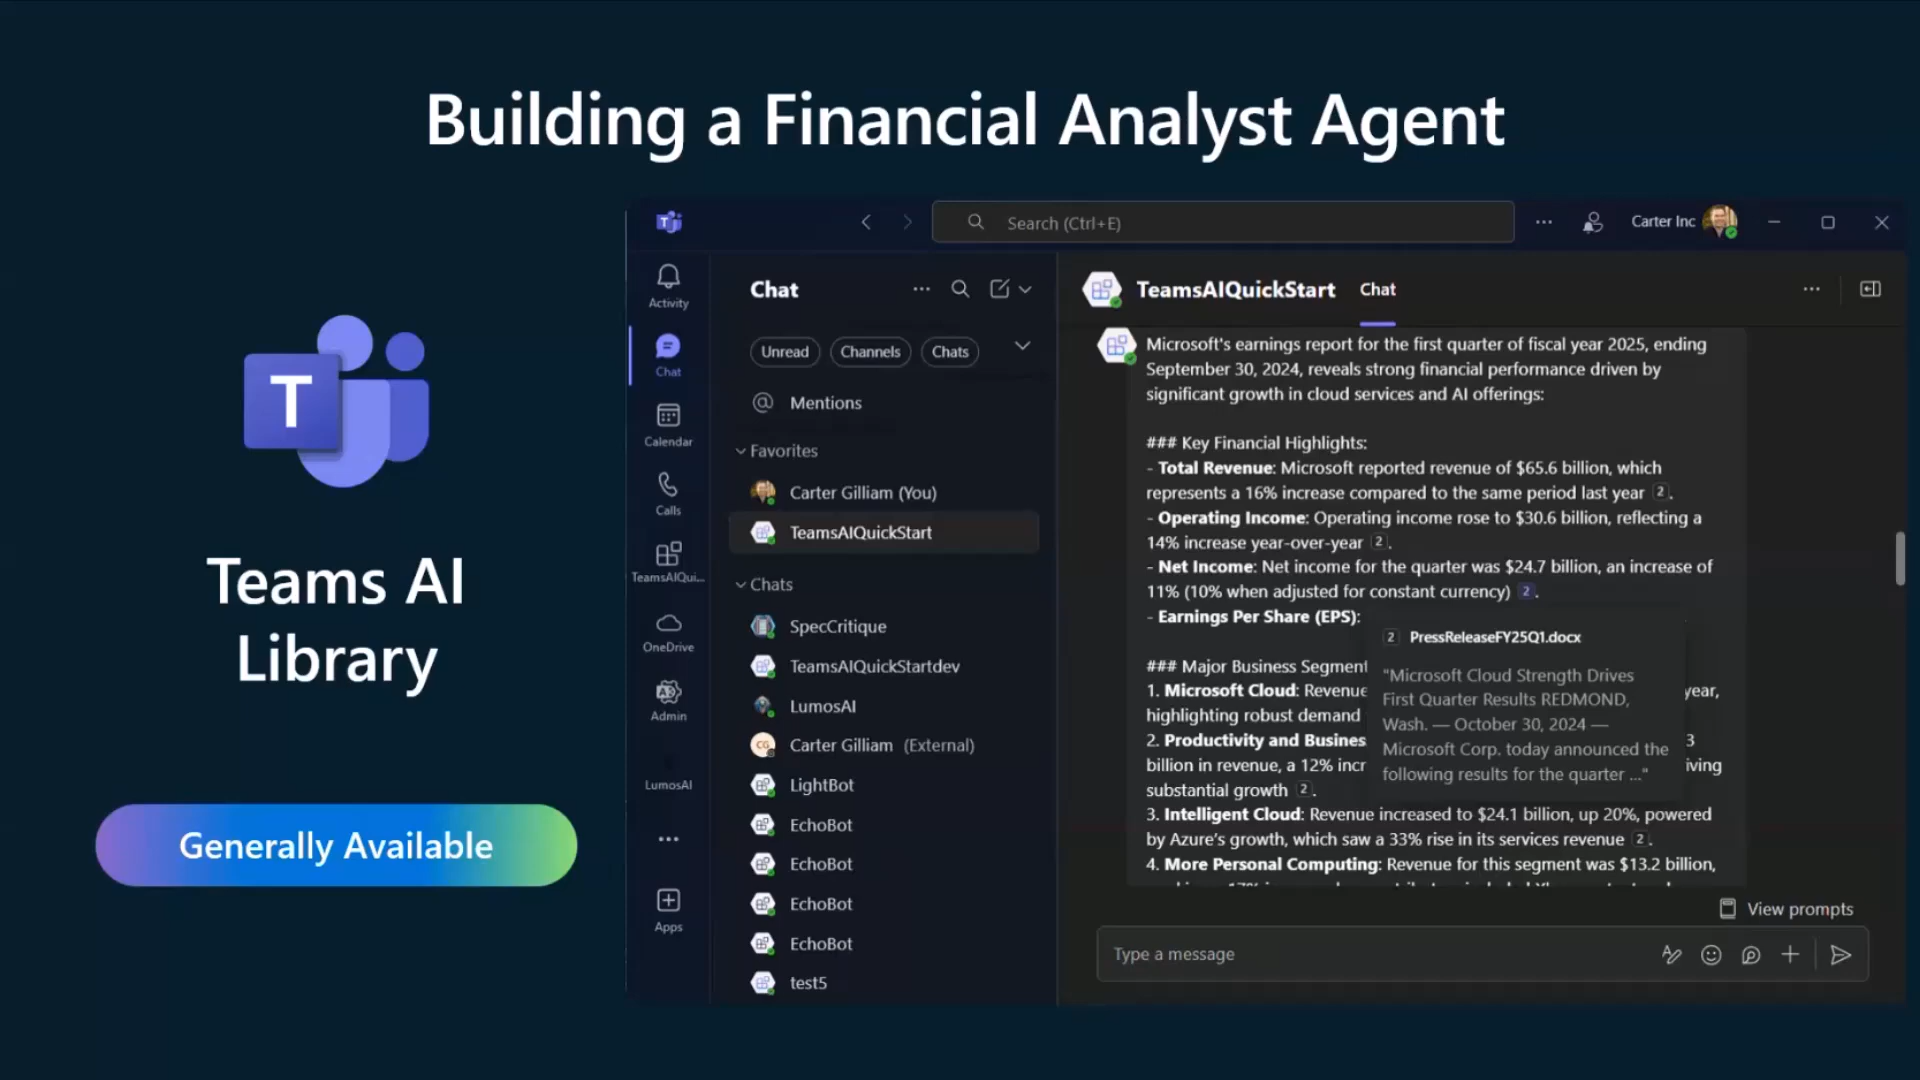 Building a Financial Analyst Agent
T
Teams AI
Library
Generally Available
T
Search (Ctrl+E)
Carter Inc
Activity
Chat
Calendar
Calls
TeamsAIQui...
OneDrive
Admin
LumosAI
Apps
Chat
Unread
Channels
Chats
Mentions
Favorites
Carter Gilliam (You)
TeamsAIQuickStart
Chats
SpecCritique
TeamsAIQuickStartdev
LumosAI
CG
Carter Gilliam (External)
LightBot
EchoBot
EchoBot
EchoBot
EchoBot
test5
TeamsAIQuickStart Chat
Microsoft's earnings report for the first quarter of fiscal year 2025, ending
September 30, 2024, reveals strong financial performance driven by
significant growth in cloud services and AI offerings:
### Key Financial Highlights:
- Total Revenue: Microsoft reported revenue of $65.6 billion, which
represents a 16% increase compared to the same period last year 2.
- Operating Income: Operating income rose to $30.6 billion, reflecting a
14% increase year-over-year 2.
- Net Income: Net income for the quarter was $24.7 billion, an increase of
11% (10% when adjusted for constant currency) 2.
- Earnings Per Share (EPS):
### Major Business Segment
1. Microsoft Cloud: Revenue year,
highlighting robust demand
2. Productivity and Busines 3
billion in revenue, a 12% incr iving
substantial growth 2.
3. Intelligent Cloud: Revenue increased to $24.1 billion, up 20%, powered
by Azure's growth, which saw a 33% rise in its services revenue 2.
4. More Personal Computing: Revenue for this segment was $13.2 billion,
2 PressReleaseFY25Q1.docx
"Microsoft Cloud Strength Drives
First Quarter Results REDMOND,
Wash. — October 30, 2024 —
Microsoft Corp. today announced the
following results for the quarter ..."
View prompts
Type a message